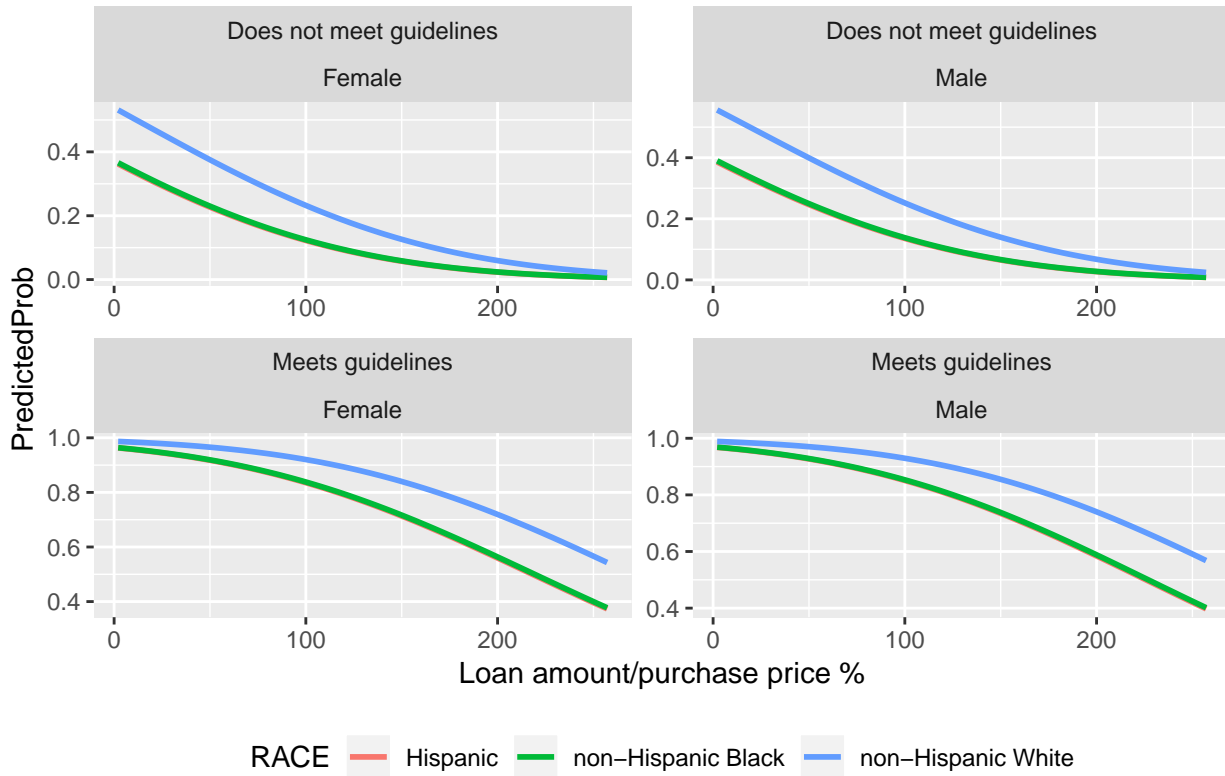 Does not meet guidelines
Female
Does not meet guidelines
Male
0.4
0.2
0.0
0 100 200
0.4
0.2
0.0
0 100 200
Meets guidelines
Female
Meets guidelines
Male
1.0
0.8
0.6
0.4
0 100 200
1.0
0.8
0.6
0.4
0 100 200
PredictedProb
Loan amount/purchase price %
RACE Hispanic non−Hispanic Black non−Hispanic White